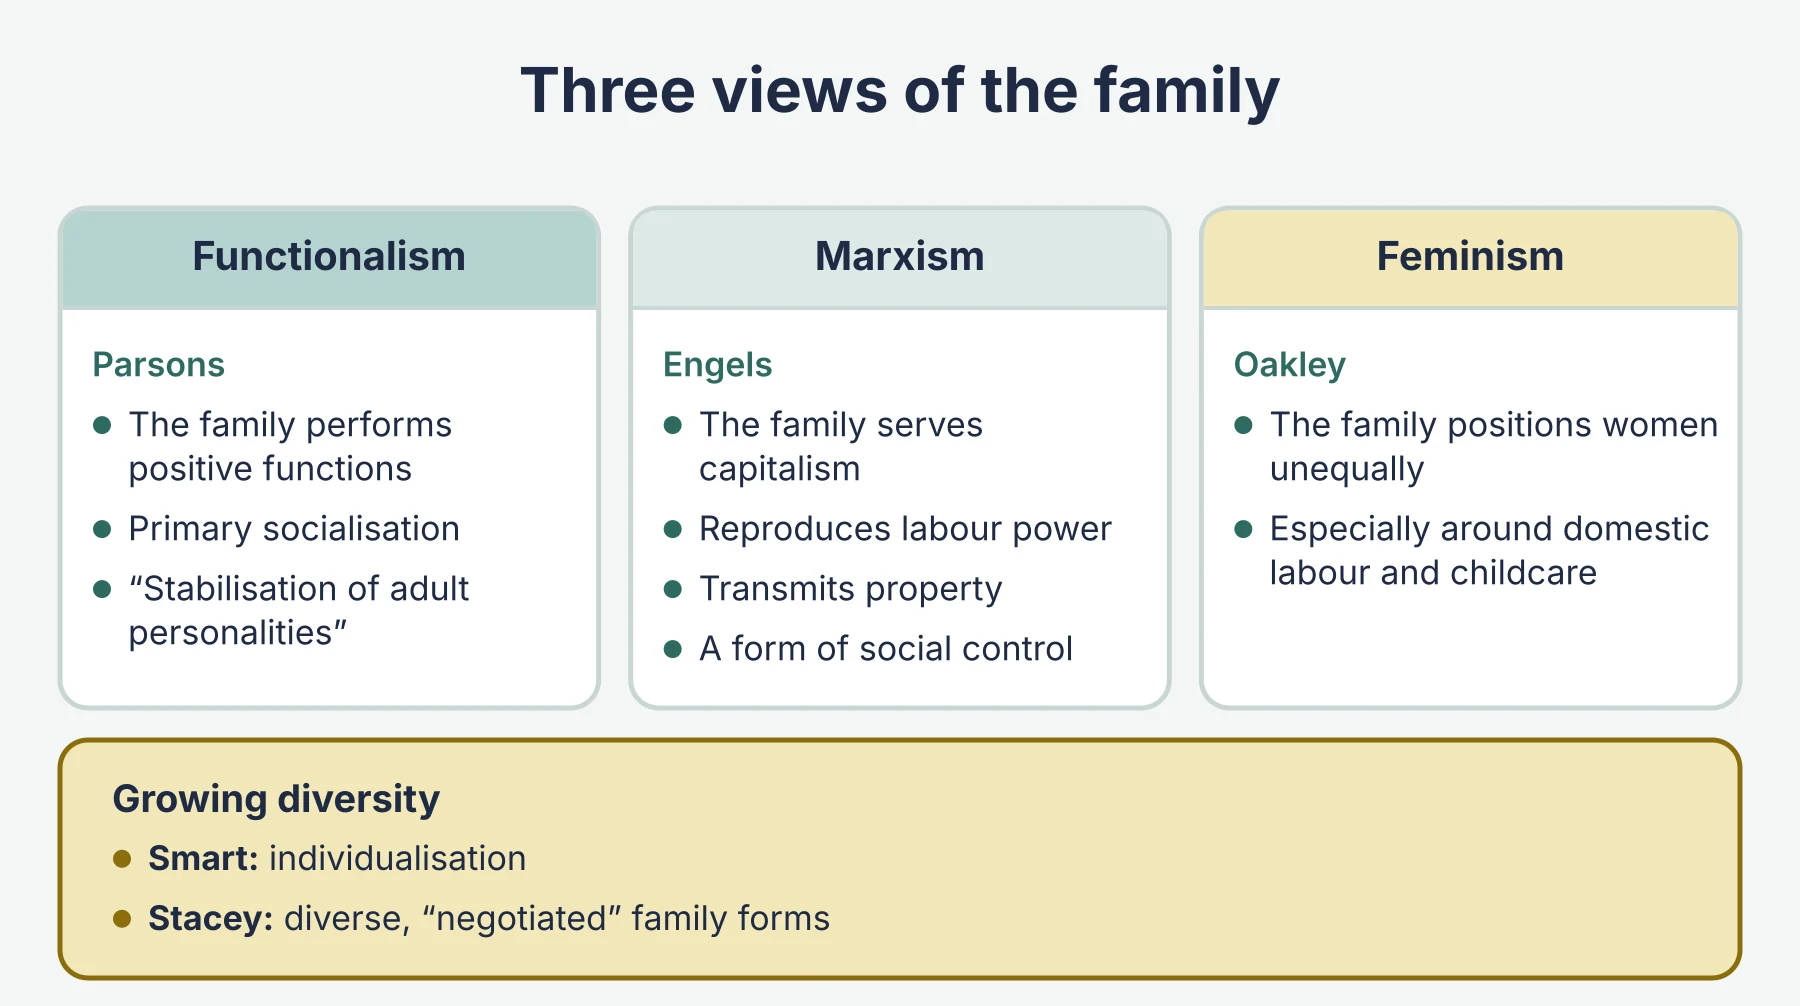 Three views of the family
Functionalism
Parsons
The family performs
positive functions
Primary socialisation
“Stabilisation of adult
personalities”
Marxism
Engels
The family serves
capitalism
Reproduces labour power
Transmits property
A form of social control
Feminism
Oakley
The family positions women
unequally
Especially around domestic
labour and childcare
Growing diversity
Smart: individualisation
Stacey: diverse, “negotiated” family forms